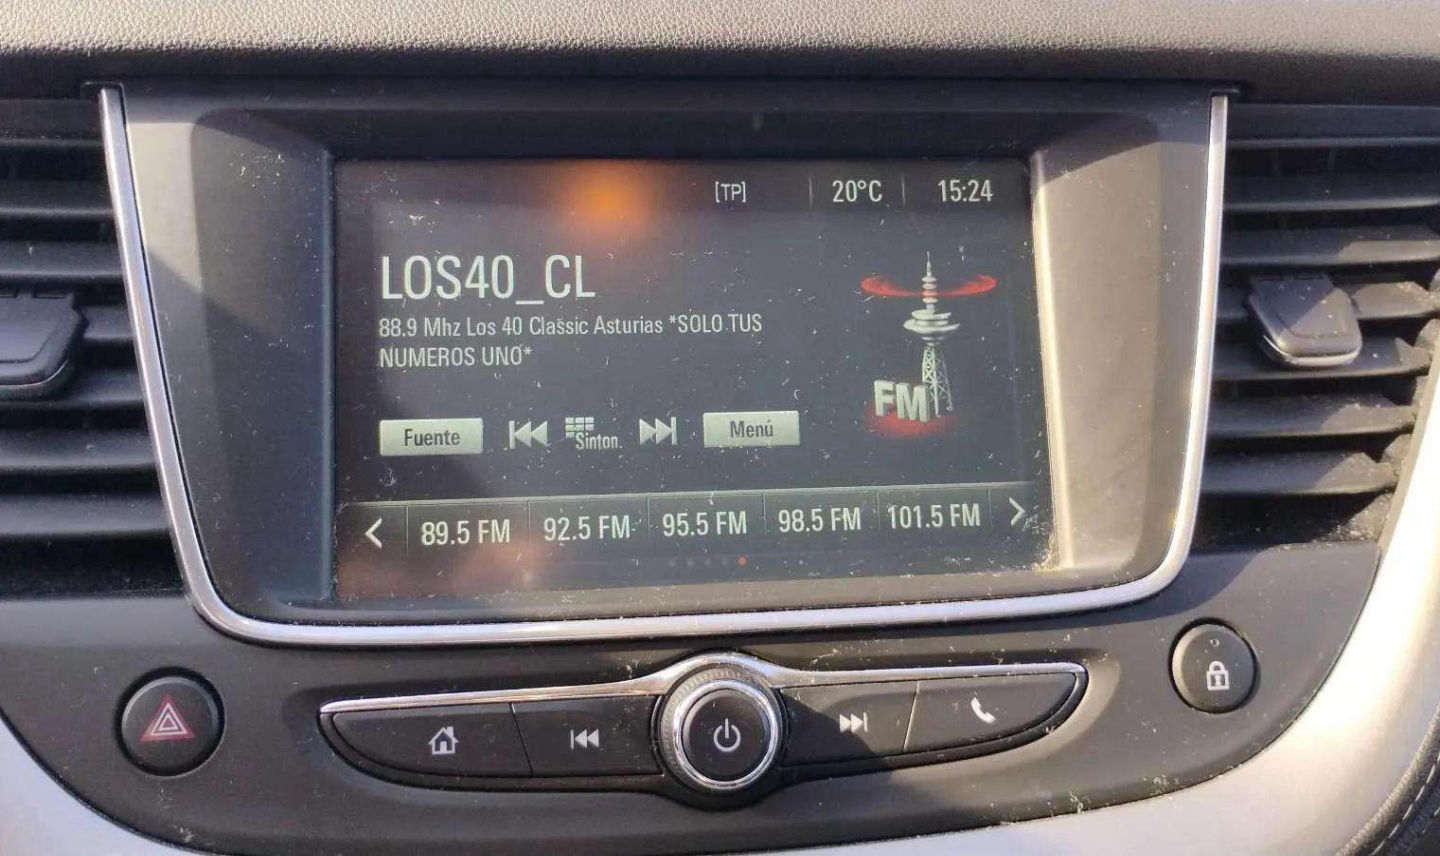 [TP] 20°C 15:24
LOS40_CL
88.9 Mhz Los 40 Classic Asturias *SOLO TUS
NUMEROS UNO*
FM
Fuente Sinton. Menú
89.5 FM 92.5 FM 95.5 FM 98.5 FM 101.5 FM